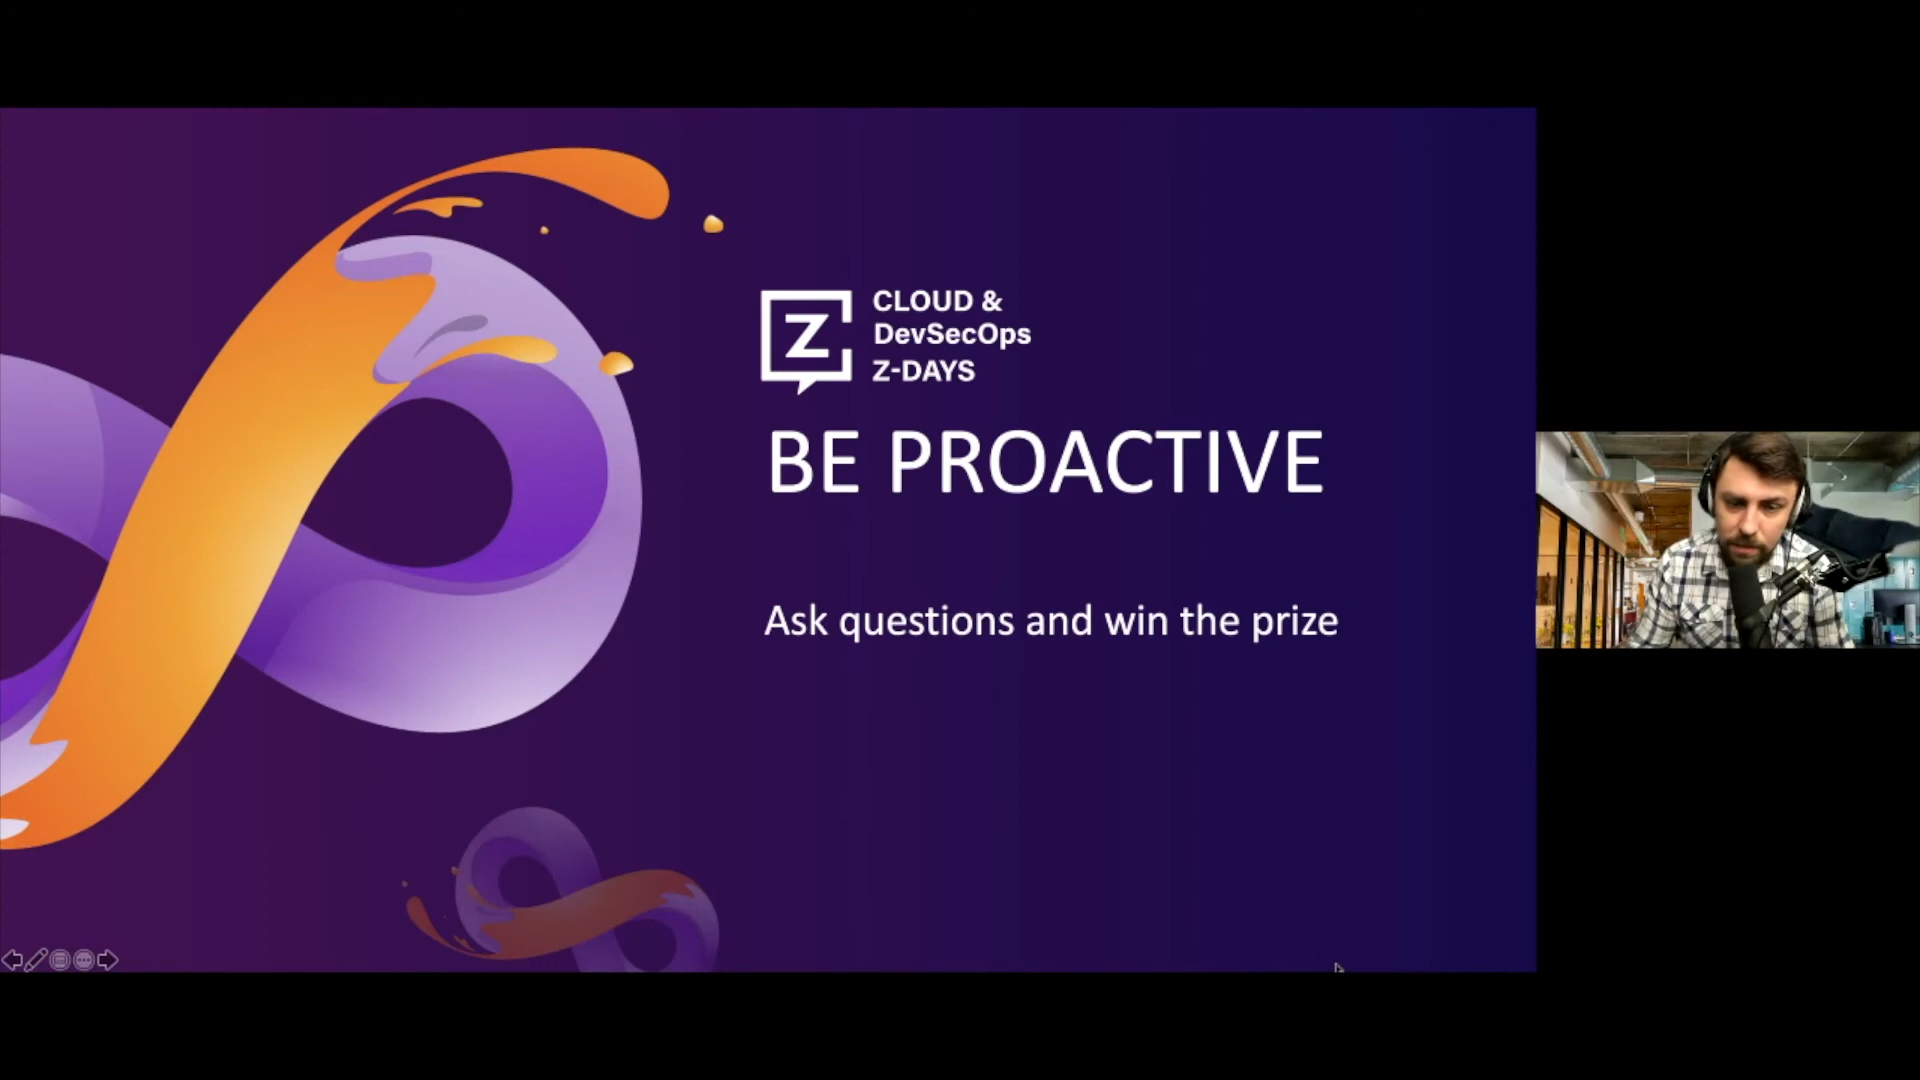 Z
CLOUD &
DevSecOps
Z-DAYS
BE PROACTIVE
Ask questions and win the prize